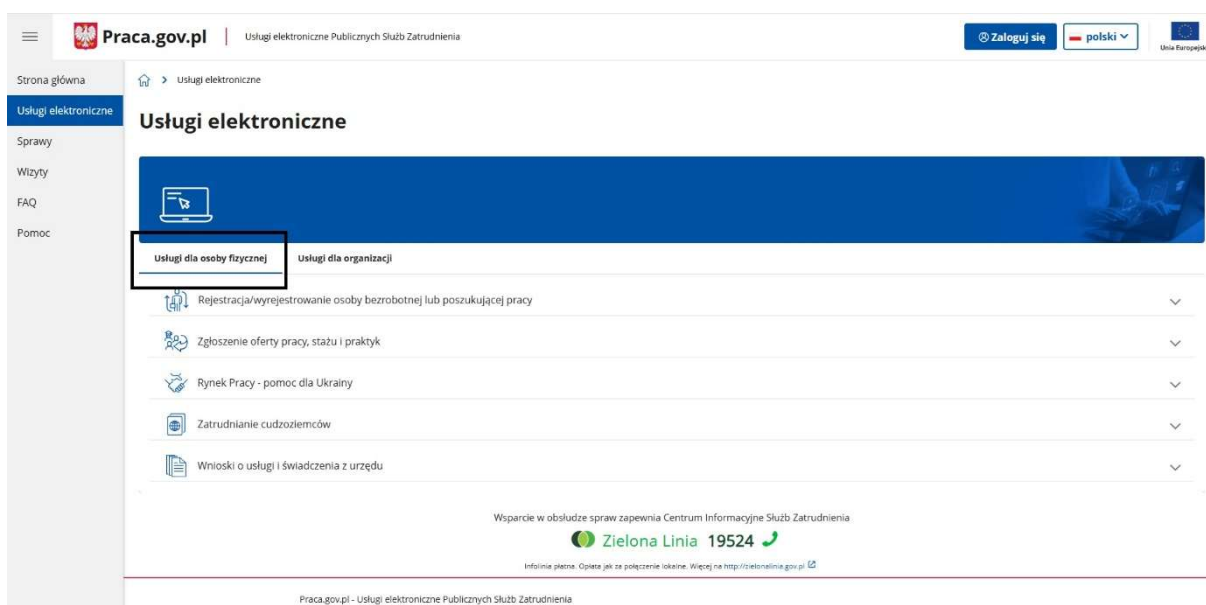 Praca.gov.pl
Usługi elektroniczne Publicznych Służb Zatrudnienia
Zaloguj się
polski
Unia Europejsk
Strona główna
Usługi elektroniczne
Sprawy
Wizyty
FAQ
Pomoc
Usługi elektroniczne
Usługi elektroniczne
Usługi dla osoby fizycznej
Usługi dla organizacji
Rejestracja/wyrejestrowanie osoby bezrobotnej lub poszukującej pracy
Zgłoszenie oferty pracy, stażu i praktyk
Rynek Pracy - pomoc dla Ukrainy
Zatrudnianie cudzoziemców
Wnioski o usługi i świadczenia z urzędu
Wsparcie w obsłudze spraw zapewnia Centrum Informacyjne Służb Zatrudnienia
Zielona Linia 19524
Infolinia płatna. Opłata jak za połączenie lokalne. Więcej na http://zielonalinia.gov.pl
Praca.gov.pl - Usługi elektroniczne Publicznych Służb Zatrudnienia